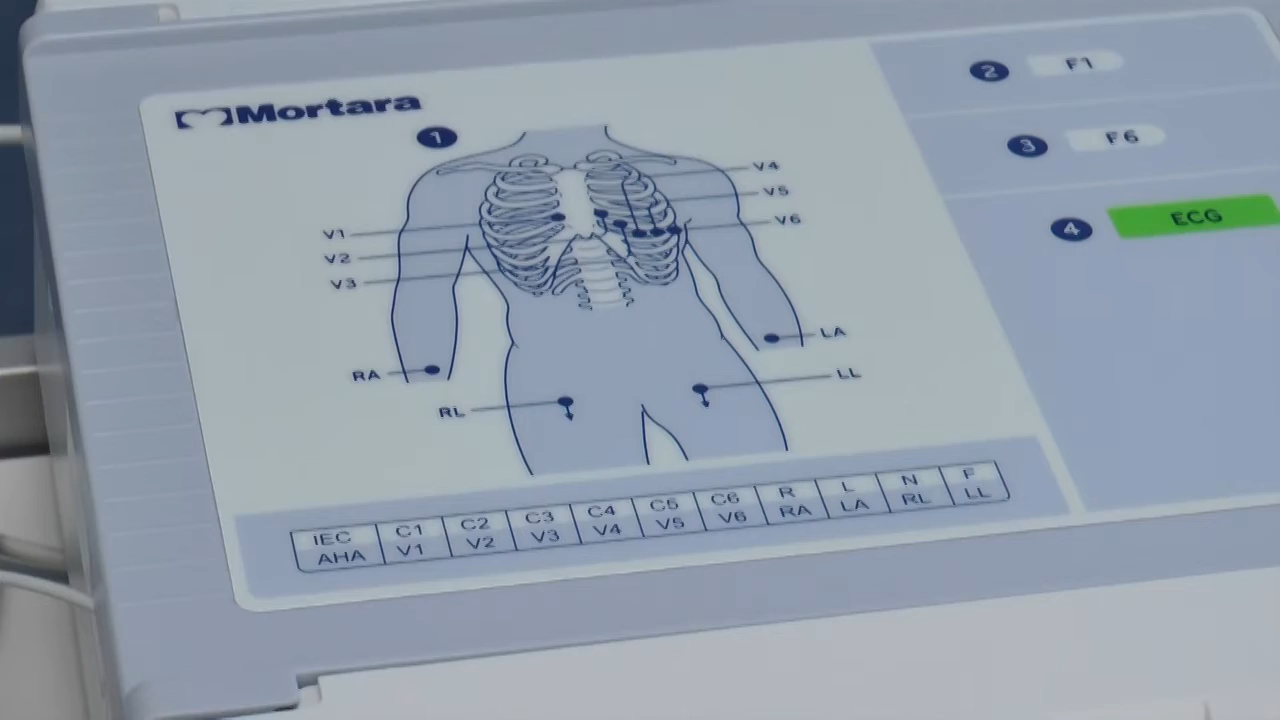 Mortara
1
V4
V5
V6
V1
V2
V3
LA
RA
LL
RL
IEC C1 C2 C3 C4 C5 C6 R L N F
AHA V1 V2 V3 V4 V5 V6 RA LA RL LL
2 F1
3 F6
4 ECG